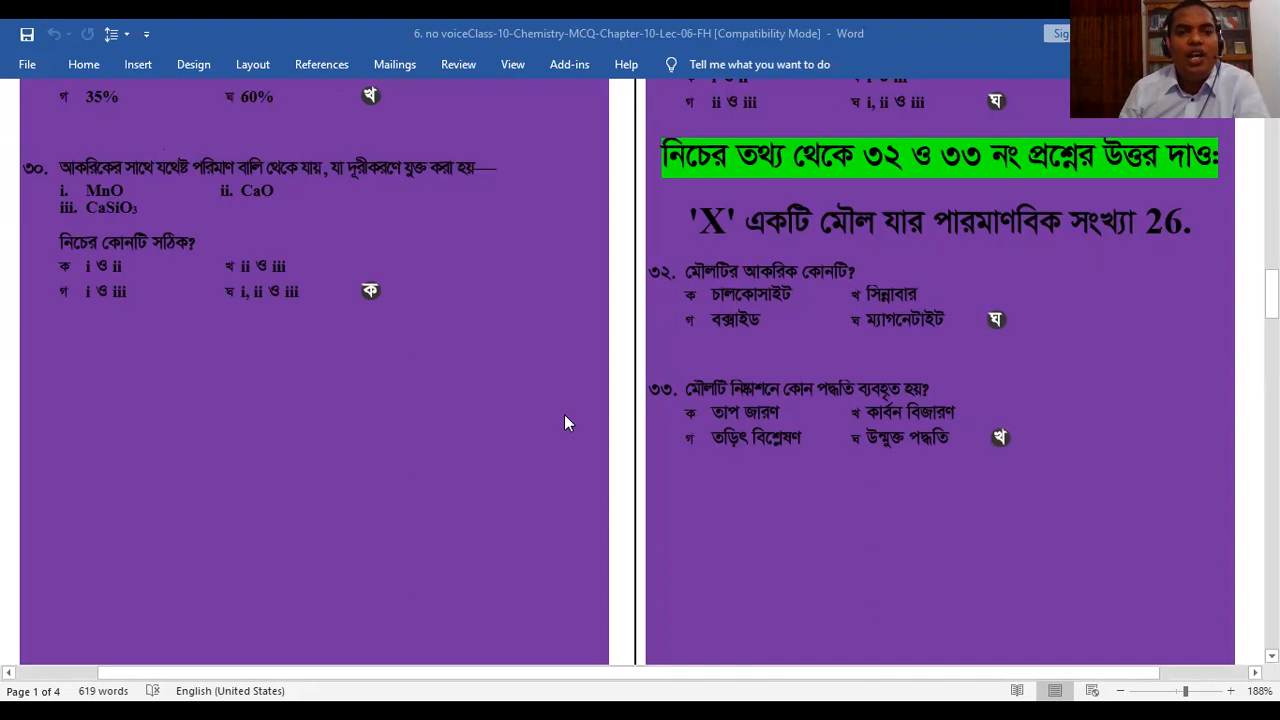 6. no voiceClass-10-Chemistry-MCQ-Chapter-10-Lec-06-FH [Compatibility Mode] - Word
File Home Insert Design Layout References Mailings Review View Add-ins Help Tell me what you want to do
গ 35% ঘ 60% খ
৩০. আকরিকের সাথে যথেষ্ট পরিমাণ বালি থেকে যায়, যা দূরীকরণে যুক্ত করা হয়—
i. MnO ii. CaO
iii. CaSiO₃
নিচের কোনটি সঠিক?
ক i ও ii খ ii ও iii
গ i ও iii ঘ i, ii ও iii ক
গ ii ও iii ঘ i, ii ও iii ঘ
নিচের তথ্য থেকে ৩২ ও ৩৩ নং প্রশ্নের উত্তর দাও:
'X' একটি মৌল যার পারমাণবিক সংখ্যা 26.
৩২. মৌলটির আকরিক কোনটি?
ক চালকোসাইট খ সিন্নাবার
গ বক্সাইড ঘ ম্যাগনেটাইট ঘ
৩৩. মৌলটি নিষ্কাশনে কোন পদ্ধতি ব্যবহৃত হয়?
ক তাপ জারণ খ কার্বন বিজারণ
গ তড়িৎ বিশ্লেষণ ঘ উন্মুক্ত পদ্ধতি খ
Page 1 of 4 619 words English (United States) 188%